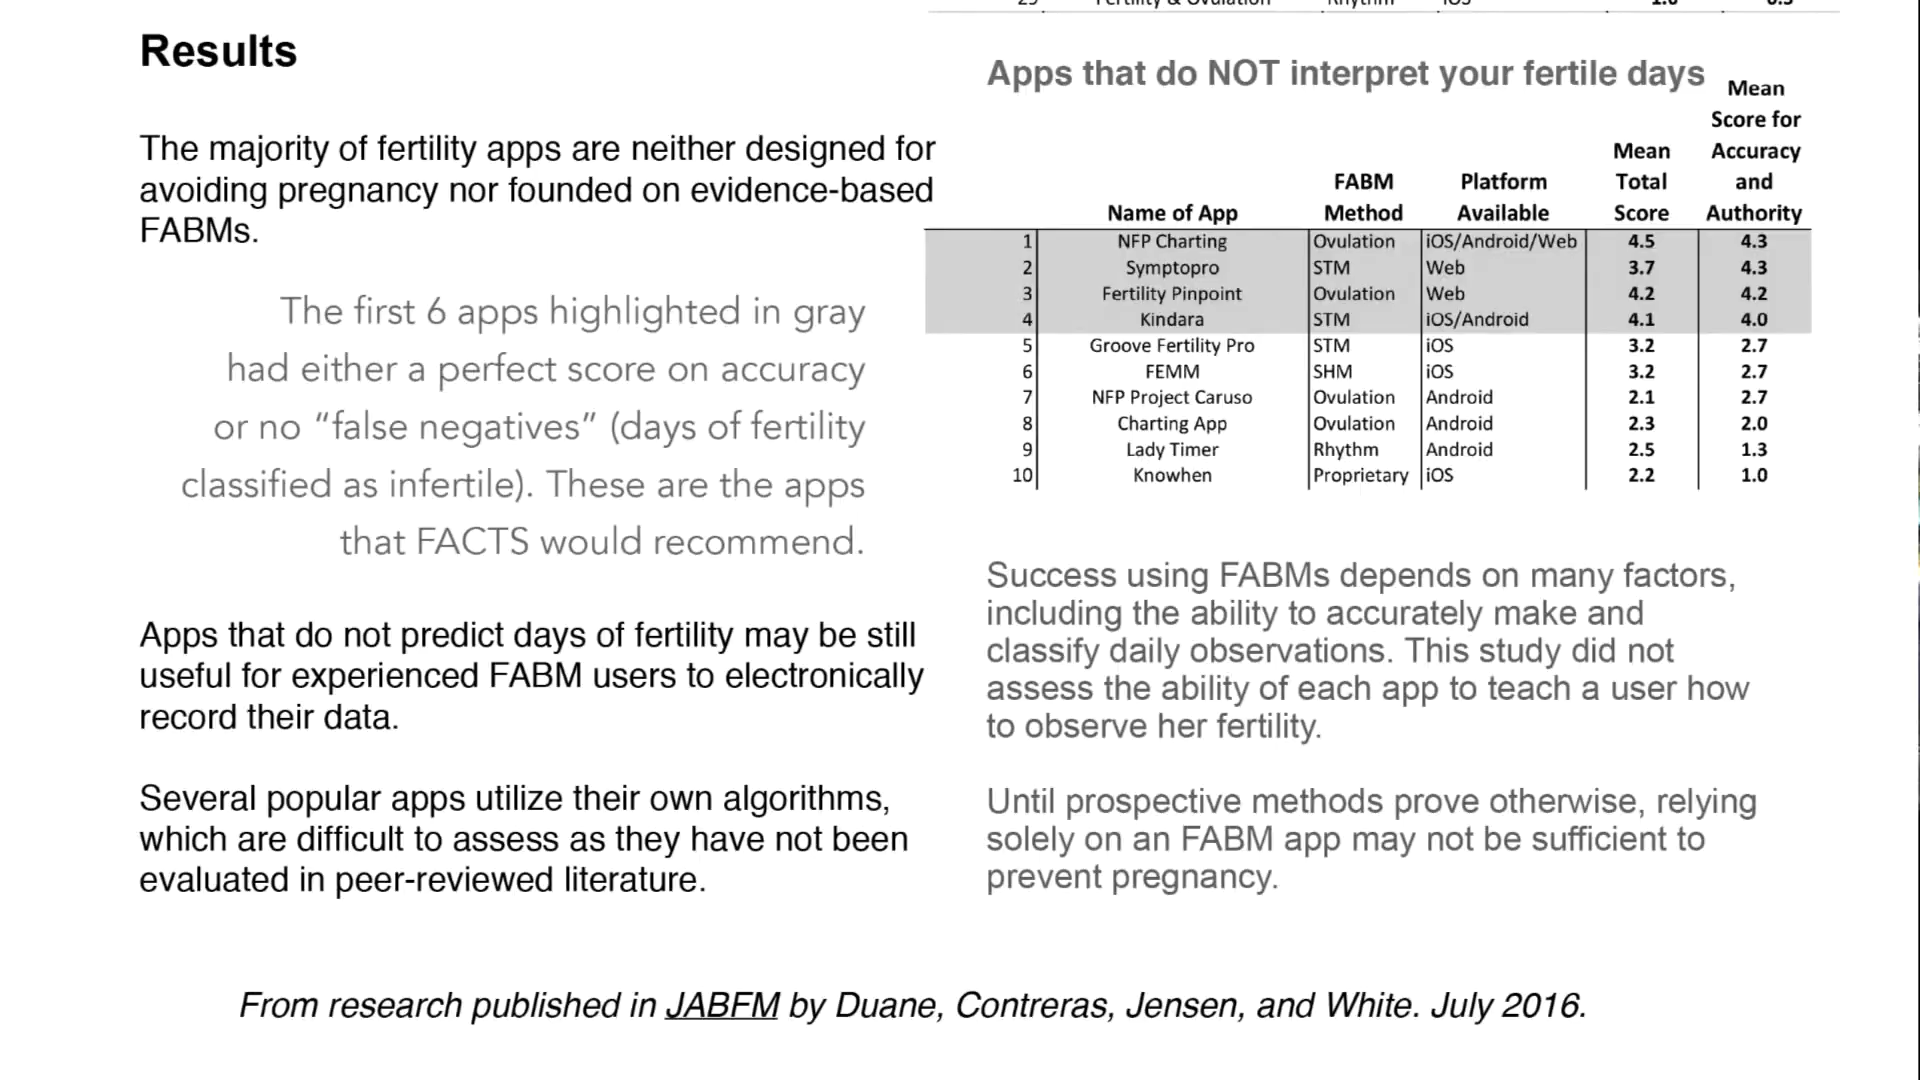 29 Fertility & Ovulation Rhythm iOS 1.0 0.3
Results
The majority of fertility apps are neither designed for
avoiding pregnancy nor founded on evidence-based
FABMs.
The first 6 apps highlighted in gray
had either a perfect score on accuracy
or no “false negatives” (days of fertility
classified as infertile). These are the apps
that FACTS would recommend.
Apps that do not predict days of fertility may be still
useful for experienced FABM users to electronically
record their data.
Several popular apps utilize their own algorithms,
which are difficult to assess as they have not been
evaluated in peer-reviewed literature.
Apps that do NOT interpret your fertile days
Name of App FABM Method Platform Available Mean Total Score Mean Score for Accuracy and Authority
1 NFP Charting Ovulation iOS/Android/Web 4.5 4.3
2 Symptopro STM Web 3.7 4.3
3 Fertility Pinpoint Ovulation Web 4.2 4.2
4 Kindara STM iOS/Android 4.1 4.0
5 Groove Fertility Pro STM iOS 3.2 2.7
6 FEMM SHM iOS 3.2 2.7
7 NFP Project Caruso Ovulation Android 2.1 2.7
8 Charting App Ovulation Android 2.3 2.0
9 Lady Timer Rhythm Android 2.5 1.3
10 Knowhen Proprietary iOS 2.2 1.0
Success using FABMs depends on many factors,
including the ability to accurately make and
classify daily observations. This study did not
assess the ability of each app to teach a user how
to observe her fertility.
Until prospective methods prove otherwise, relying
solely on an FABM app may not be sufficient to
prevent pregnancy.
From research published in JABFM by Duane, Contreras, Jensen, and White. July 2016.